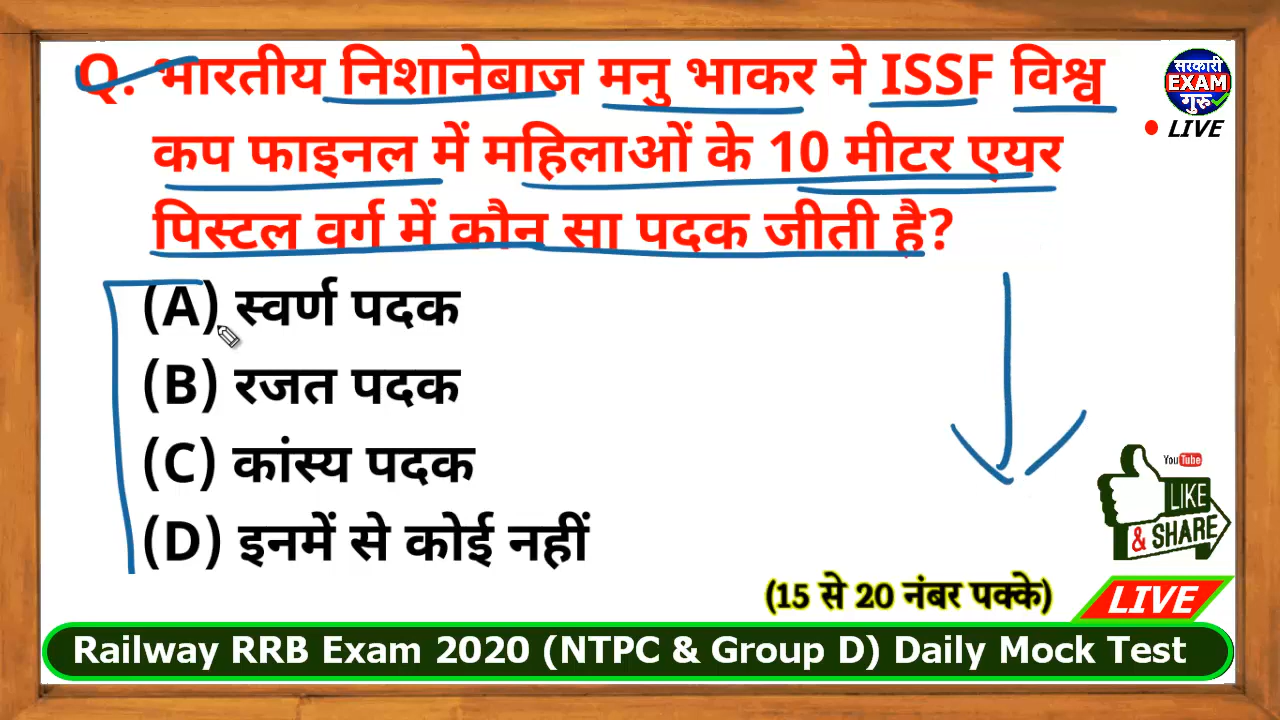 Q. भारतीय निशानेबाज मनु भाकर ने ISSF विश्व
कप फाइनल में महिलाओं के 10 मीटर एयर
पिस्टल वर्ग में कौन सा पदक जीती है?
(A) स्वर्ण पदक
(B) रजत पदक
(C) कांस्य पदक
(D) इनमें से कोई नहीं
सरकारी
EXAM
गुरु
LIVE
YouTube
LIKE
& SHARE
(15 से 20 नंबर पक्के)
LIVE
Railway RRB Exam 2020 (NTPC & Group D) Daily Mock Test